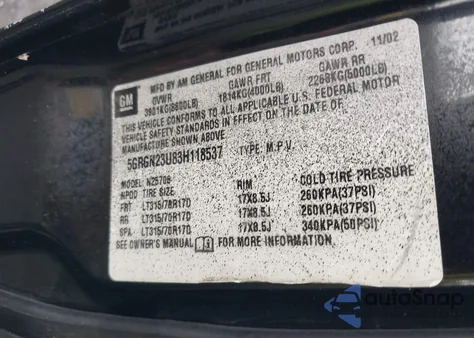 MFD BY AM GENERAL FOR GENERAL MOTORS CORP. 11/02
GM
GVWR GAWR FRT GAWR RR
3901KG(8600LB) 1814KG(4000LB) 2268KG(5000LB)
THIS VEHICLE CONFORMS TO ALL APPLICABLE U.S. FEDERAL MOTOR
VEHICLE SAFETY STANDARDS IN EFFECT ON THE DATE OF
MANUFACTURE SHOWN ABOVE.
5GRGN23U83H118537 TYPE: M.P.V.
MODEL: N25706
TIRE SIZE RIM COLD TIRE PRESSURE
FRT LT315/70R17D 17X8.5J 260KPA(37PSI)
RR LT315/70R17D 17X8.5J 260KPA(37PSI)
SPA LT315/70R17D 17X8.5J 340KPA(50PSI)
SEE OWNER'S MANUAL FOR MORE INFORMATION.
autoSnap